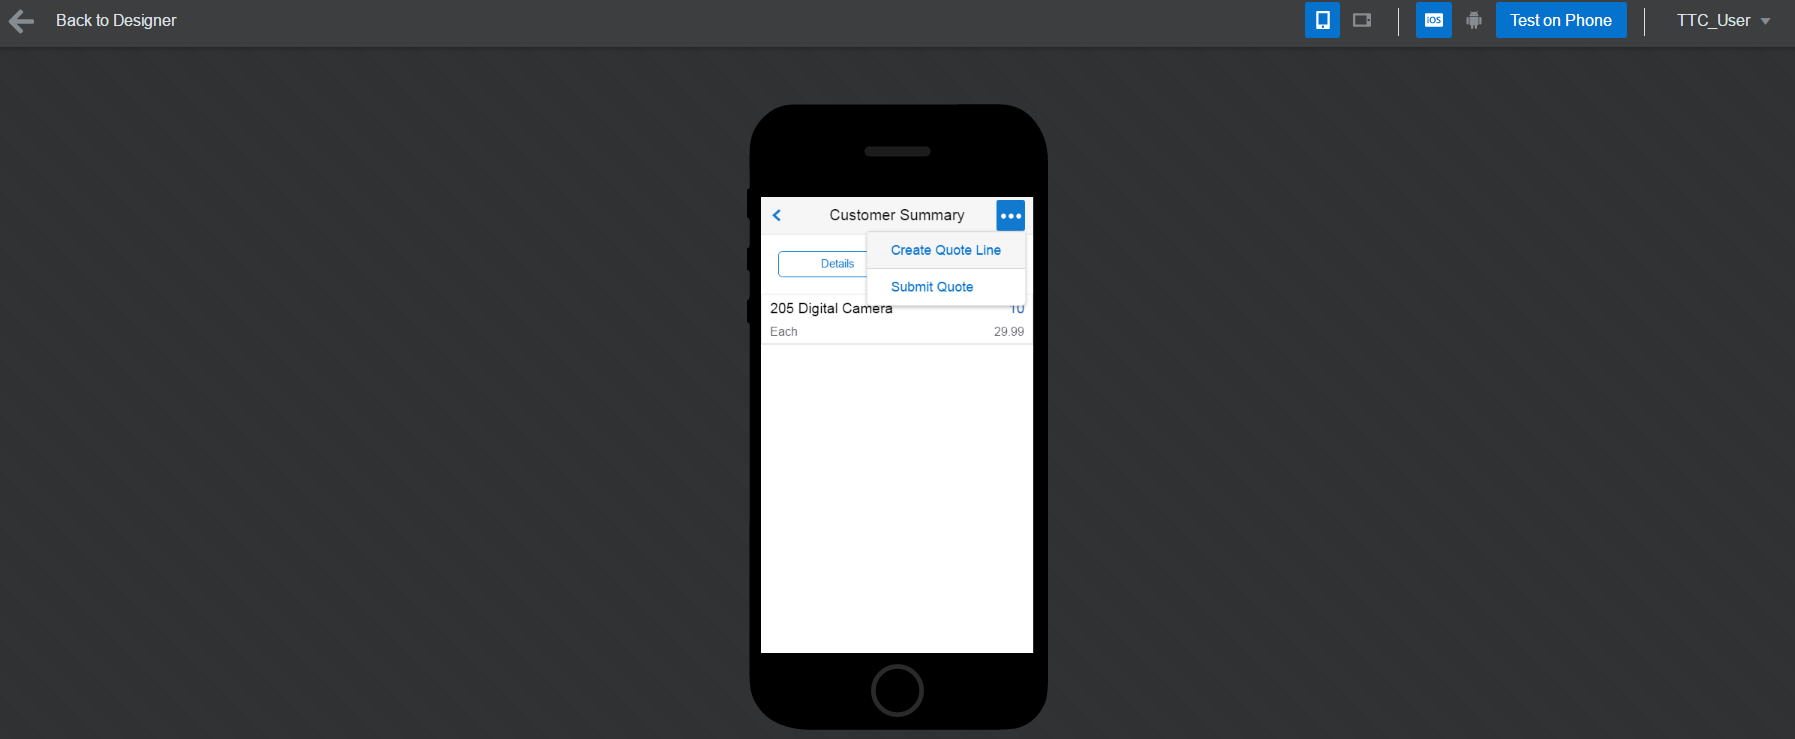 Back to Designer
iOS
Test on Phone
TTC_User
Customer Summary
Create Quote Line
Details
Submit Quote
205 Digital Camera 10
Each 29.99